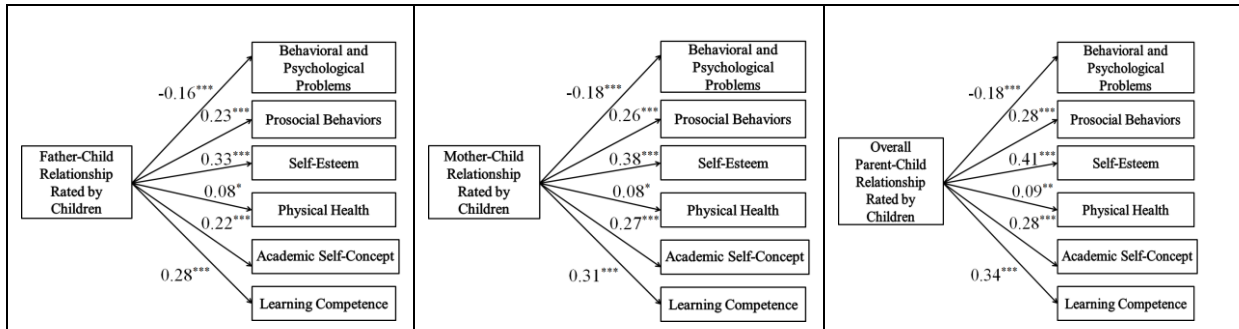 Behavioral and
Psychological
Problems
-0.16***
0.23***
Prosocial Behaviors
Father-Child
Relationship
Rated by
Children
0.33***
Self-Esteem
0.08*
Physical Health
0.22***
Academic Self-Concept
0.28***
Learning Competence
Behavioral and
Psychological
Problems
-0.18***
0.26***
Prosocial Behaviors
Mother-Child
Relationship
Rated by
Children
0.38***
Self-Esteem
0.08*
Physical Health
0.27***
Academic Self-Concept
0.31***
Learning Competence
Behavioral and
Psychological
Problems
-0.18***
0.28***
Prosocial Behaviors
Overall
Parent-Child
Relationship
Rated by
Children
0.41***
Self-Esteem
0.09**
Physical Health
0.28***
Academic Self-Concept
0.34***
Learning Competence